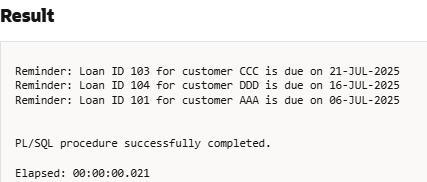 Result
Reminder: Loan ID 103 for customer CCC is due on 21-JUL-2025
Reminder: Loan ID 104 for customer DDD is due on 16-JUL-2025
Reminder: Loan ID 101 for customer AAA is due on 06-JUL-2025
PL/SQL procedure successfully completed.
Elapsed: 00:00:00.021